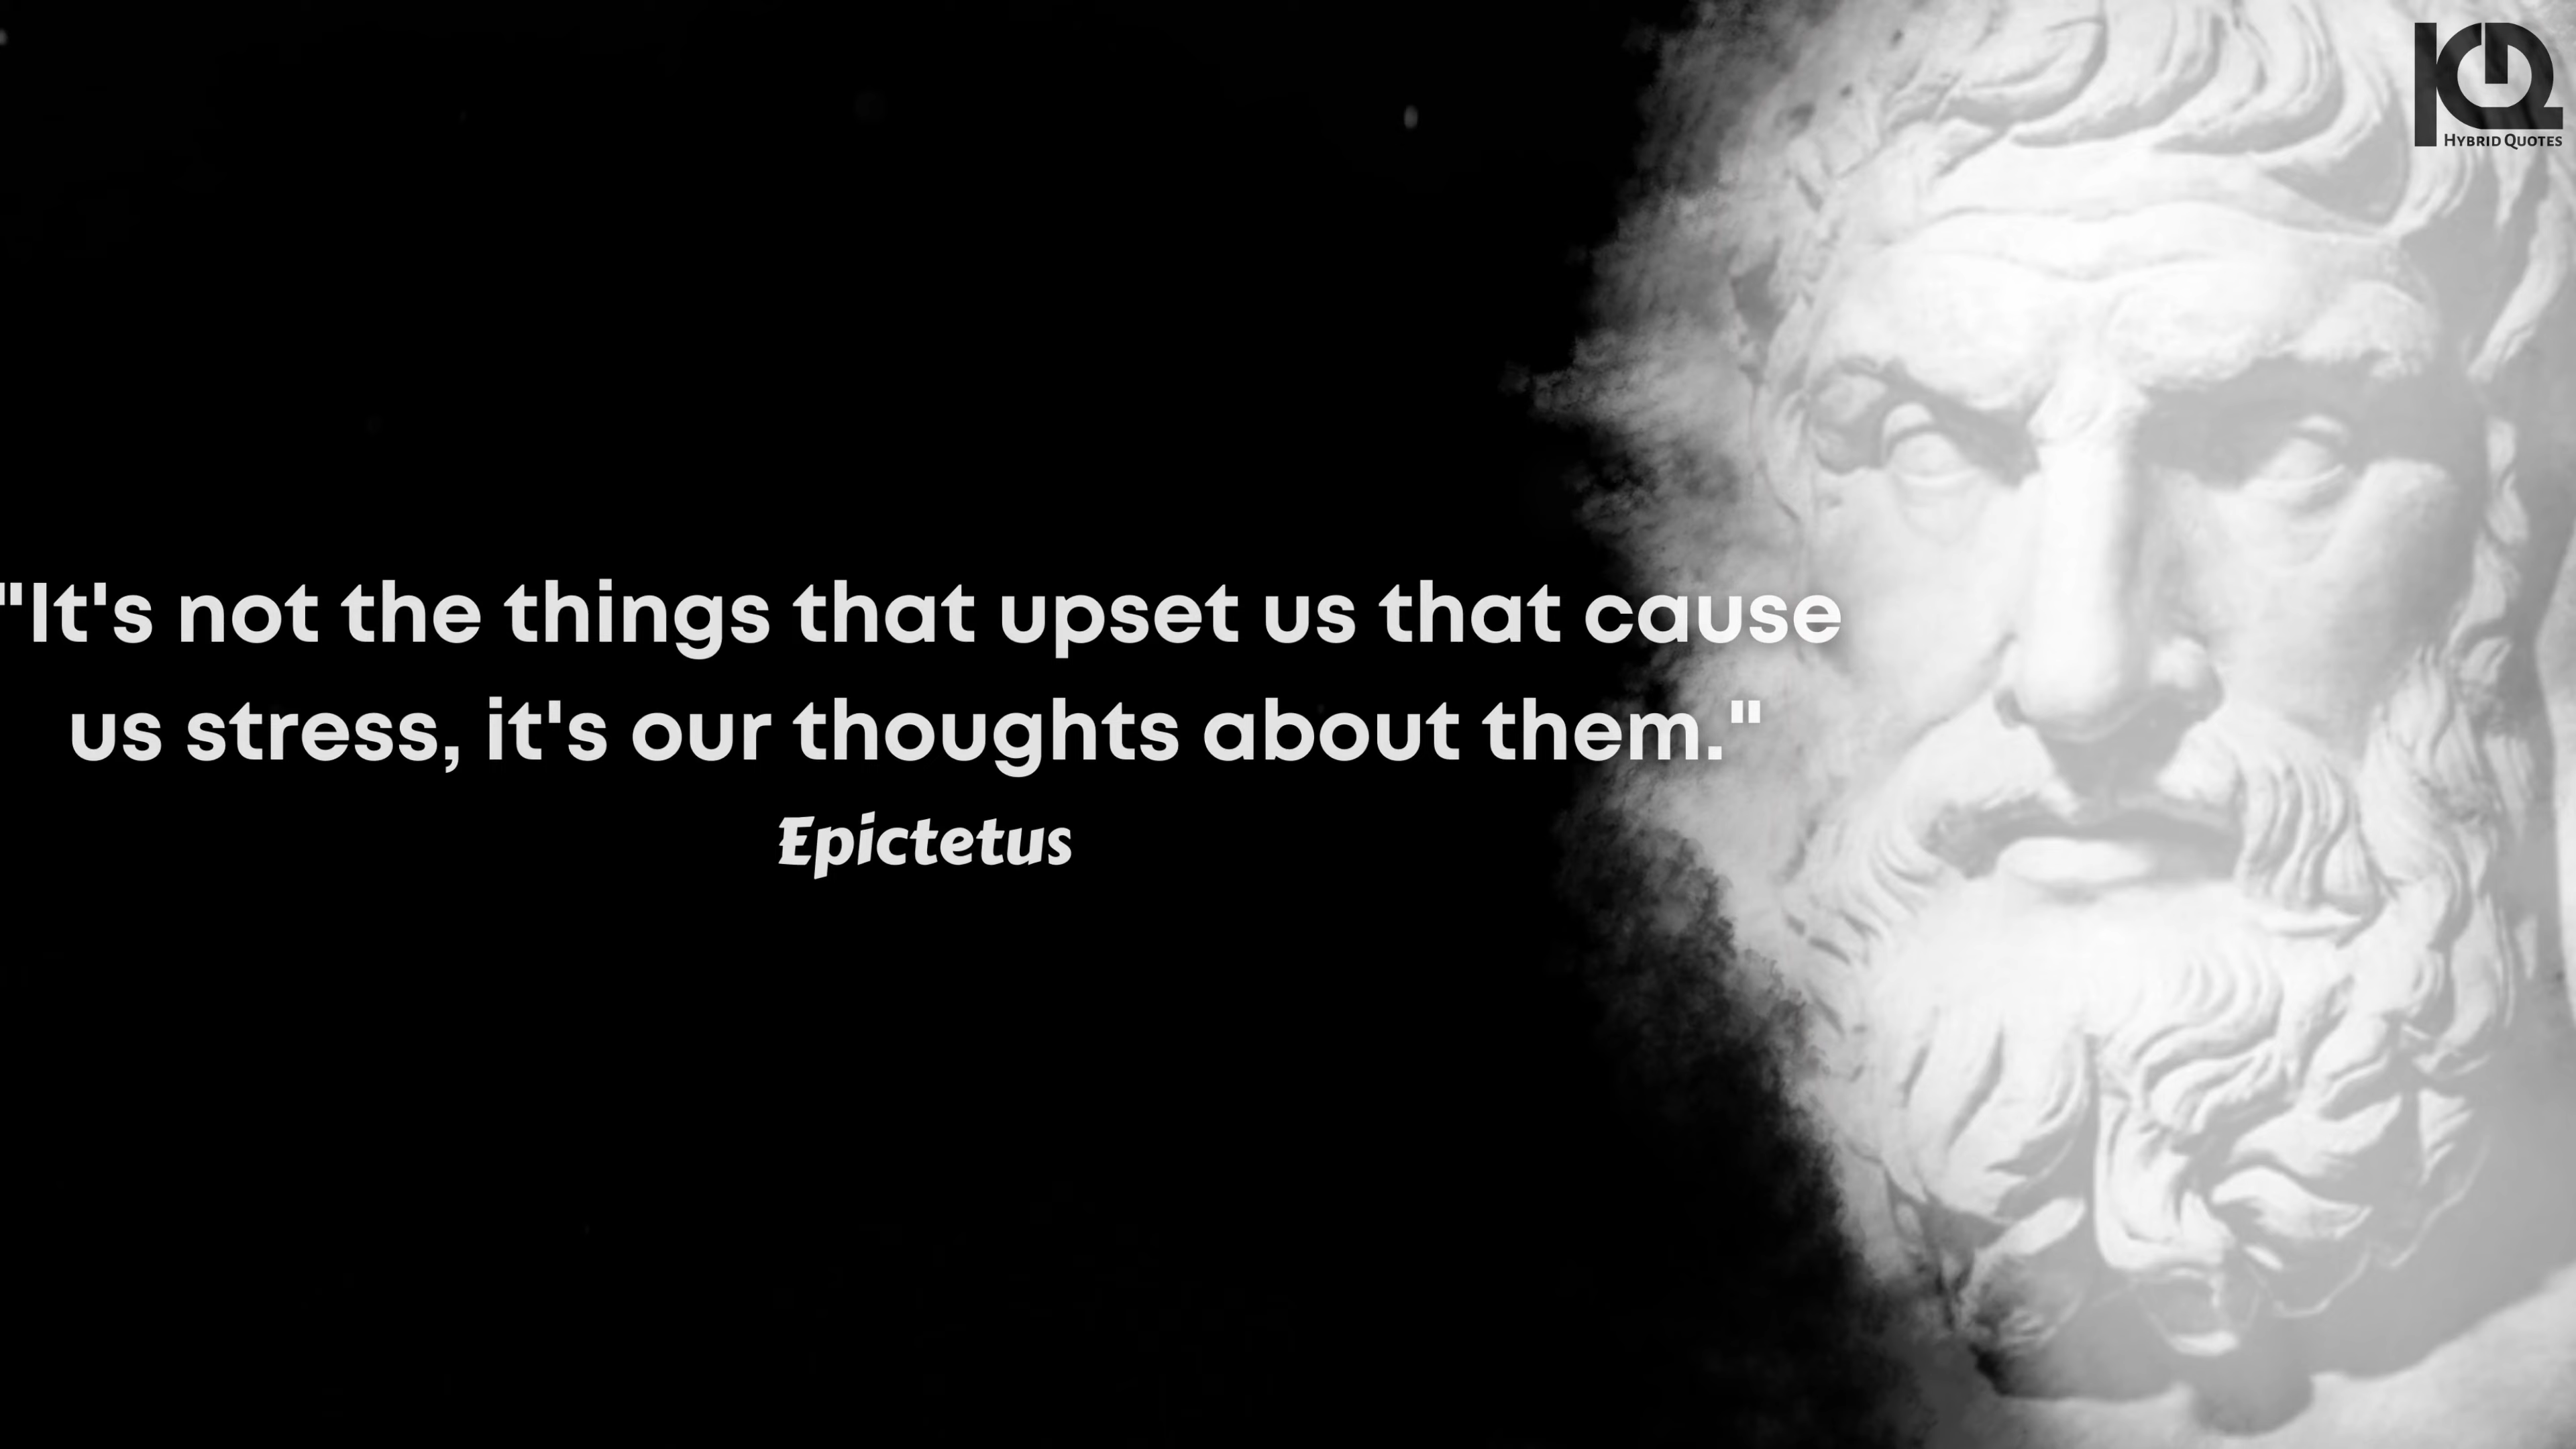 HYBRID QUOTES
"It's not the things that upset us that cause
us stress, it's our thoughts about them."
Epictetus